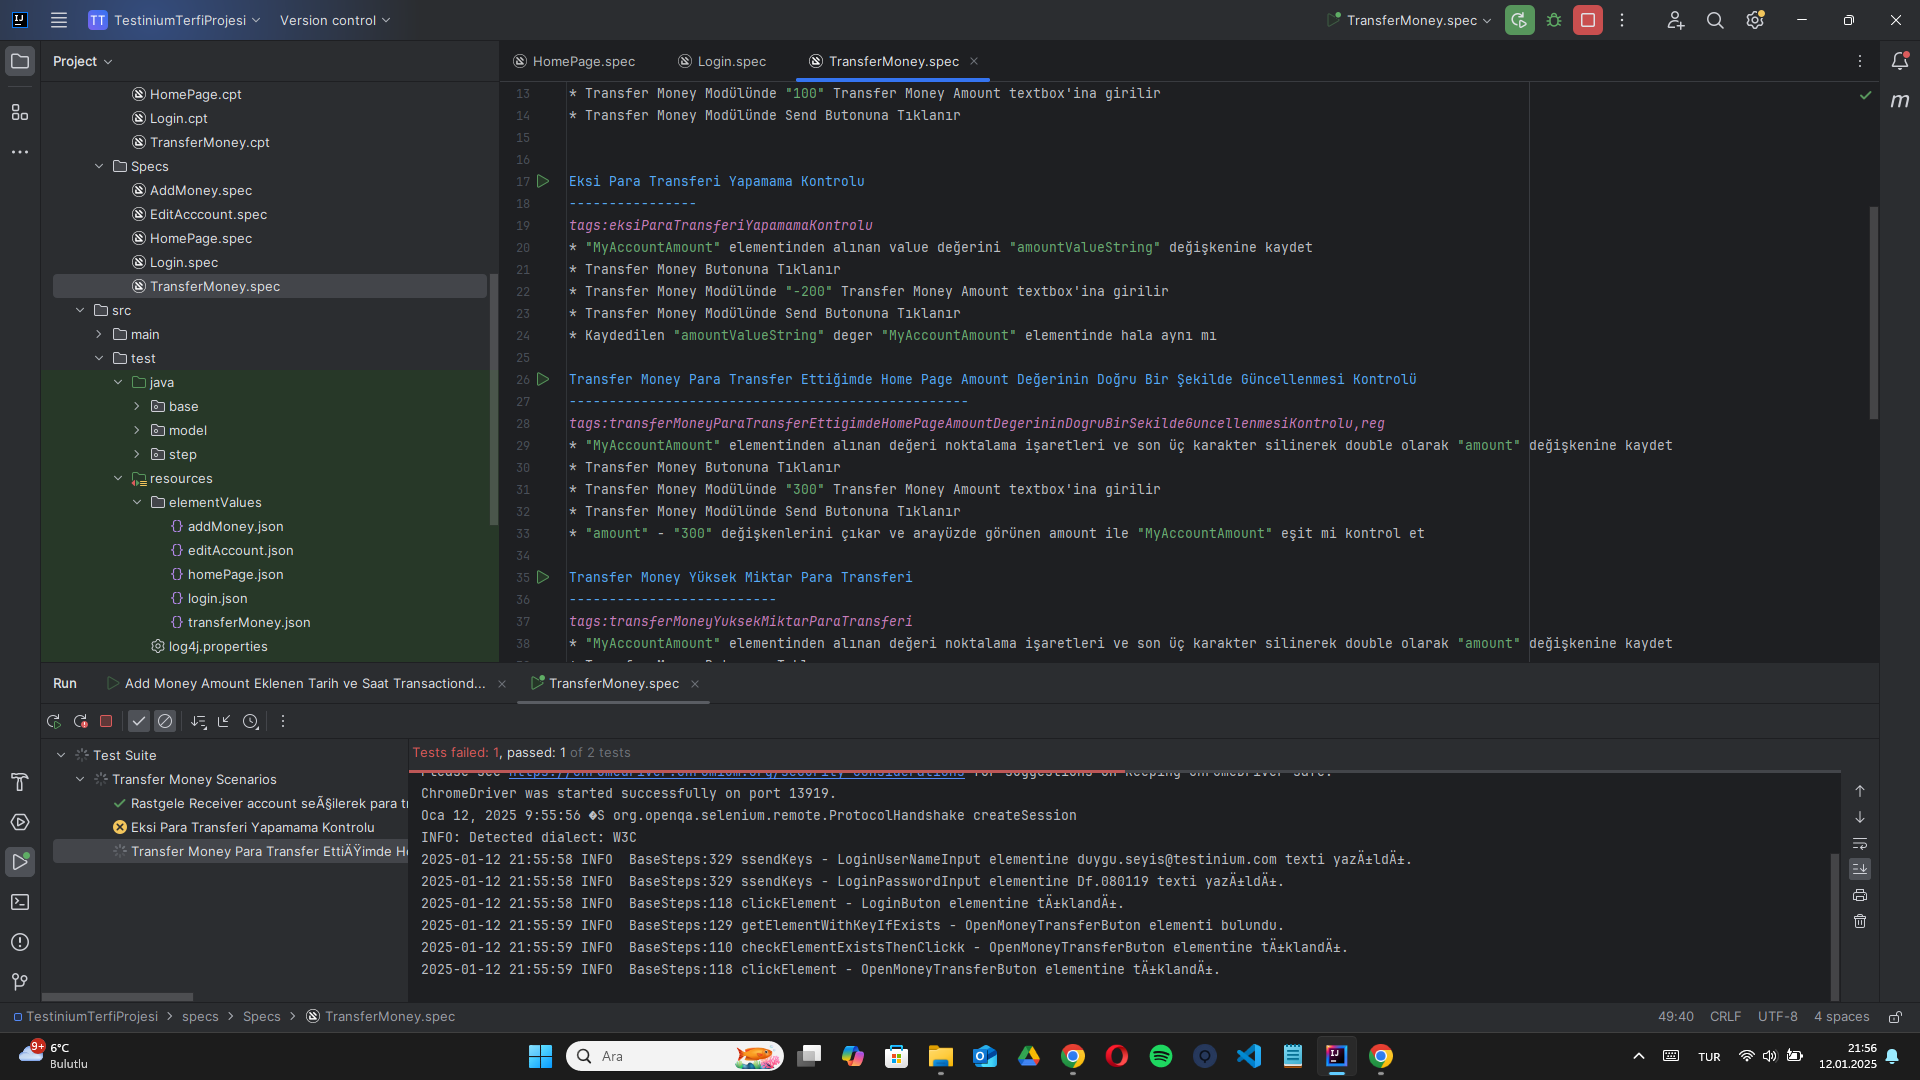 TT TestiniumTerfiProjesi Version control TransferMoney.spec
Project
HomePage.spec Login.spec TransferMoney.spec
HomePage.cpt
Login.cpt
TransferMoney.cpt
Specs
AddMoney.spec
EditAcccount.spec
HomePage.spec
Login.spec
TransferMoney.spec
src
main
test
java
base
model
step
resources
elementValues
addMoney.json
editAccount.json
homePage.json
login.json
transferMoney.json
log4j.properties
13 * Transfer Money Modülünde "100" Transfer Money Amount textbox'ina girilir
14 * Transfer Money Modülünde Send Butonuna Tıklanır
15
16
17 Eksi Para Transferi Yapamama Kontrolu
18 ----------------
19 tags:eksiParaTransferiYapamamaKontrolu
20 * "MyAccountAmount" elementinden alınan value değerini "amountValueString" değişkenine kaydet
21 * Transfer Money Butonuna Tıklanır
22 * Transfer Money Modülünde "-200" Transfer Money Amount textbox'ina girilir
23 * Transfer Money Modülünde Send Butonuna Tıklanır
24 * Kaydedilen "amountValueString" deger "MyAccountAmount" elementinde hala aynı mı
25
26 Transfer Money Para Transfer Ettiğimde Home Page Amount Değerinin Doğru Bir Şekilde Güncellenmesi Kontrolü
27 --------------------------------------------------
28 tags:transferMoneyParaTransferEttigimdeHomePageAmountDegerininDogruBirSekildeGuncellenmesiKontrolu,reg
29 * "MyAccountAmount" elementinden alınan değeri noktalama işaretleri ve son üç karakter silinerek double olarak "amount" değişkenine kaydet
30 * Transfer Money Butonuna Tıklanır
31 * Transfer Money Modülünde "300" Transfer Money Amount textbox'ina girilir
32 * Transfer Money Modülünde Send Butonuna Tıklanır
33 * "amount" - "300" değişkenlerini çıkar ve arayüzde görünen amount ile "MyAccountAmount" eşit mi kontrol et
34
35 Transfer Money Yüksek Miktar Para Transferi
36 --------------------------
37 tags:transferMoneyYuksekMiktarParaTransferi
38 * "MyAccountAmount" elementinden alınan değeri noktalama işaretleri ve son üç karakter silinerek double olarak "amount" değişkenine kaydet
Run Add Money Amount Eklenen Tarih ve Saat Transactiond... TransferMoney.spec
Test Suite
Transfer Money Scenarios
Rastgele Receiver account seÃ§ilerek para tr
Eksi Para Transferi Yapamama Kontrolu
Transfer Money Para Transfer EttiÄŸimde Ho
Tests failed: 1, passed: 1 of 2 tests
Please see https://chromedriver.chromium.org/security-considerations for suggestions on keeping ChromeDriver safe.
ChromeDriver was started successfully on port 13919.
Oca 12, 2025 9:55:56 �S org.openqa.selenium.remote.ProtocolHandshake createSession
INFO: Detected dialect: W3C
2025-01-12 21:55:58 INFO  BaseSteps:329 ssendKeys - LoginUserNameInput elementine duygu.seyis@testinium.com texti yazÄ±ldÄ±.
2025-01-12 21:55:58 INFO  BaseSteps:329 ssendKeys - LoginPasswordInput elementine Df.080119 texti yazÄ±ldÄ±.
2025-01-12 21:55:58 INFO  BaseSteps:118 clickElement - LoginButon elementine tÄ±klandÄ±.
2025-01-12 21:55:59 INFO  BaseSteps:129 getElementWithKeyIfExists - OpenMoneyTransferButon elementi bulundu.
2025-01-12 21:55:59 INFO  BaseSteps:110 checkElementExistsThenClickk - OpenMoneyTransferButon elementine tÄ±klandÄ±.
2025-01-12 21:55:59 INFO  BaseSteps:118 clickElement - OpenMoneyTransferButon elementine tÄ±klandÄ±.
TestiniumTerfiProjesi > specs > Specs > TransferMoney.spec 49:40 CRLF UTF-8 4 spaces
9+ 6°C
Bulutlu
Ara
TUR
21:56
12.01.2025